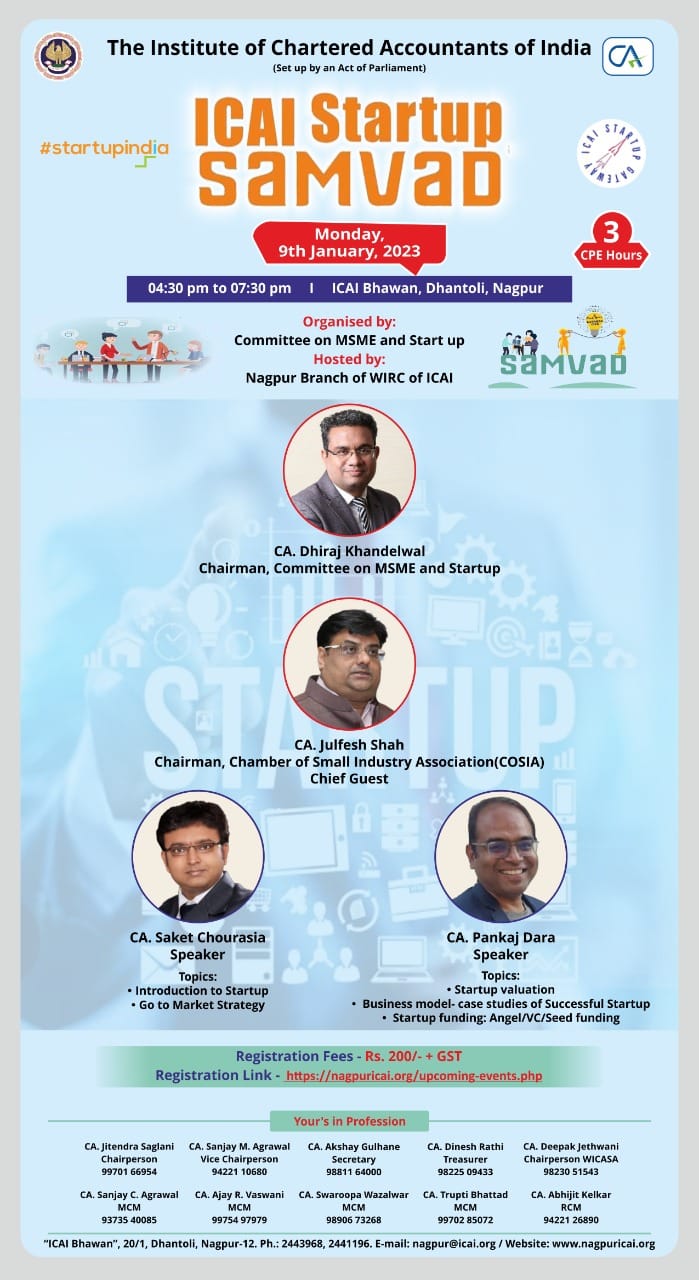 The Institute of Chartered Accountants of India
(Set up by an Act of Parliament)
CA
#startupindia
ICAI Startup
SAMVAD
ICAI STARTUP GATEWAY
Monday,
9th January, 2023
3
CPE Hours
04:30 pm to 07:30 pm I ICAI Bhawan, Dhantoli, Nagpur
Organised by:
Committee on MSME and Start up
Hosted by:
Nagpur Branch of WIRC of ICAI
SAMVAD
CA. Dhiraj Khandelwal
Chairman, Committee on MSME and Startup
STARTUP
CA. Julfesh Shah
Chairman, Chamber of Small Industry Association(COSIA)
Chief Guest
CA. Saket Chourasia
Speaker
Topics:
• Introduction to Startup
• Go to Market Strategy
CA. Pankaj Dara
Speaker
Topics:
• Startup valuation
• Business model- case studies of Successful Startup
• Startup funding: Angel/VC/Seed funding
Registration Fees - Rs. 200/- + GST
Registration Link - https://nagpuricai.org/upcoming-events.php
Your's in Profession
CA. Jitendra Saglani
Chairperson
99701 66954
CA. Sanjay M. Agrawal
Vice Chairperson
94221 10680
CA. Akshay Gulhane
Secretary
98811 64000
CA. Dinesh Rathi
Treasurer
98225 09433
CA. Deepak Jethwani
Chairperson WICASA
98230 51543
CA. Sanjay C. Agrawal
MCM
93735 40085
CA. Ajay R. Vaswani
MCM
99754 97979
CA. Swaroopa Wazalwar
MCM
98906 73268
CA. Trupti Bhattad
MCM
99702 85072
CA. Abhijit Kelkar
RCM
94221 26890
"ICAI Bhawan", 20/1, Dhantoli, Nagpur-12. Ph.: 2443968, 2441196. E-mail: nagpur@icai.org / Website: www.nagpuricai.org